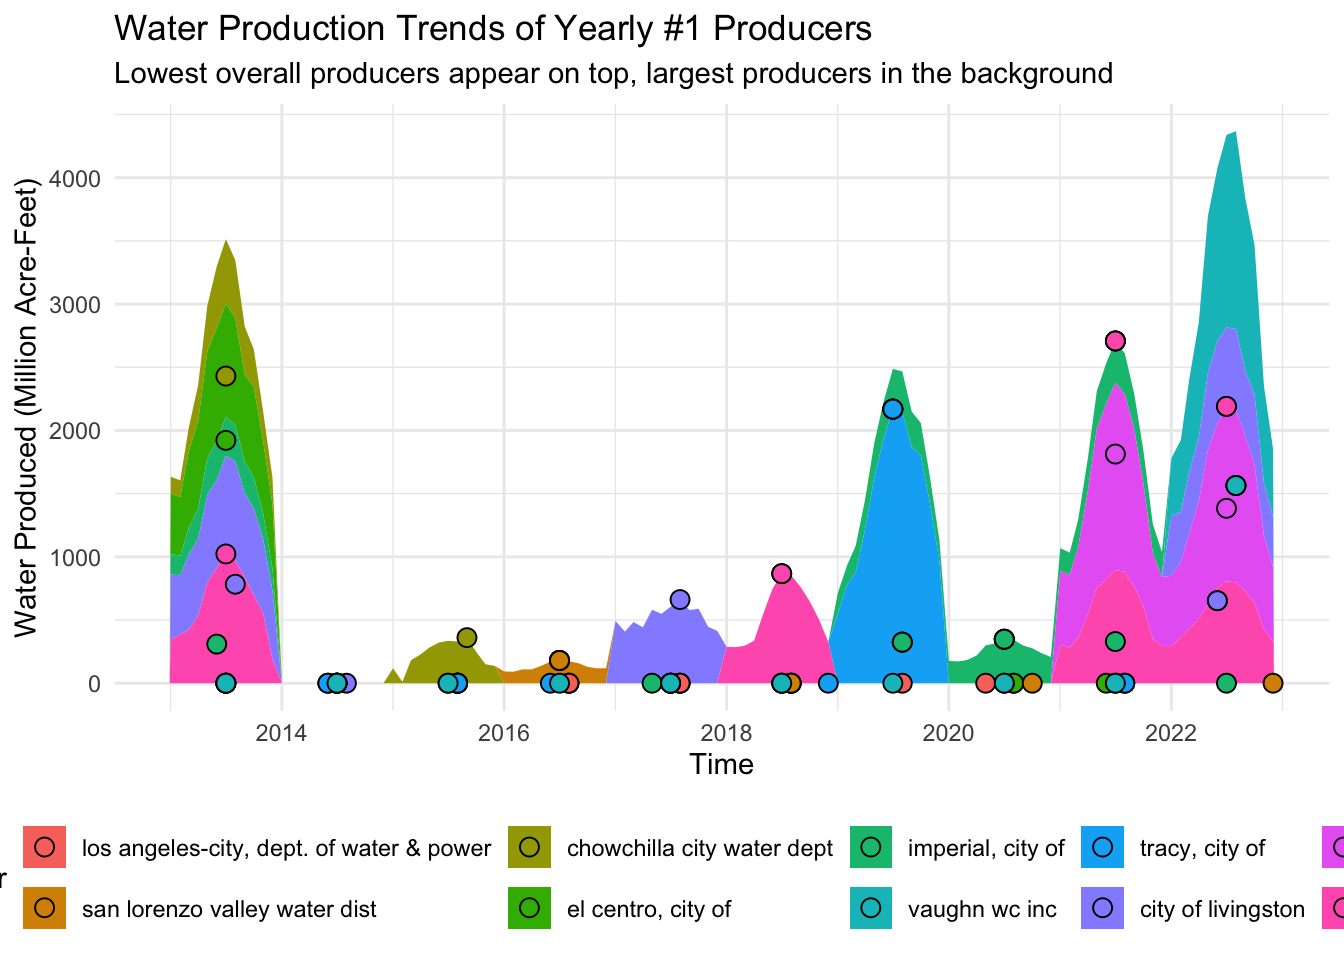 Water Production Trends of Yearly #1 Producers
Lowest overall producers appear on top, largest producers in the background
Water Produced (Million Acre-Feet)
4000
3000
2000
1000
0
2014 2016 2018 2020 2022
Time
r
los angeles-city, dept. of water & power chowchilla city water dept imperial, city of tracy, city of
san lorenzo valley water dist el centro, city of vaughn wc inc city of livingston